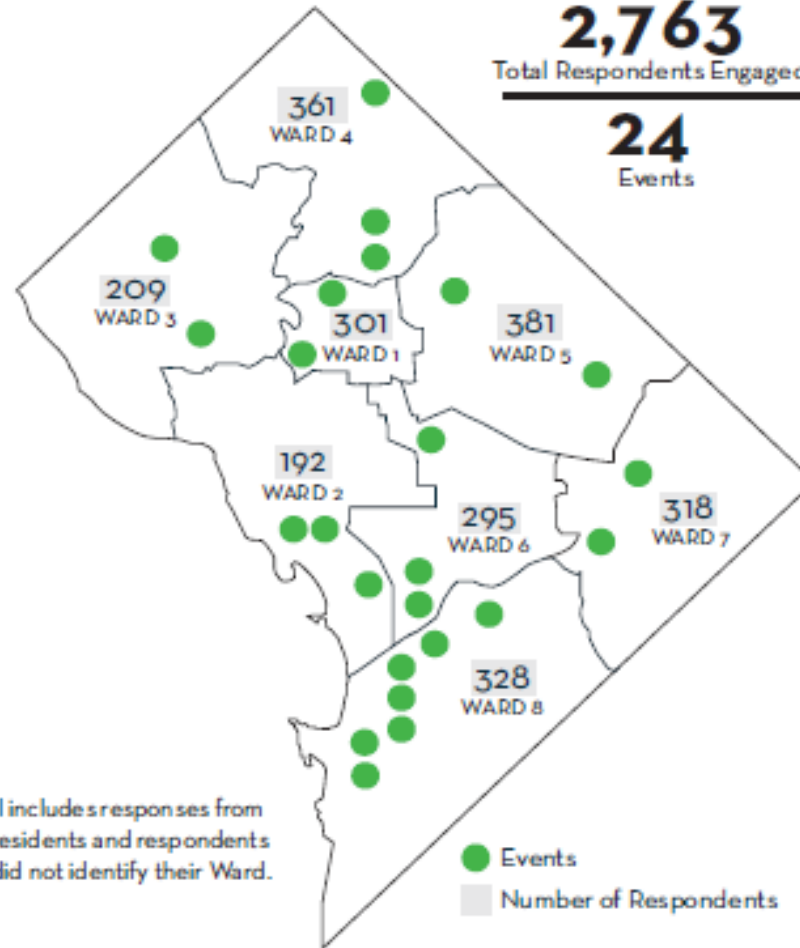 2,763
Total Respondents Engaged
24
Events
361
WARD 4
209
WARD 3
301
WARD 1
381
WARD 5
192
WARD 2
295
WARD 6
318
WARD 7
328
WARD 8
includes responses from
respondents
did not identify their Ward.
Events
Number of Respondents